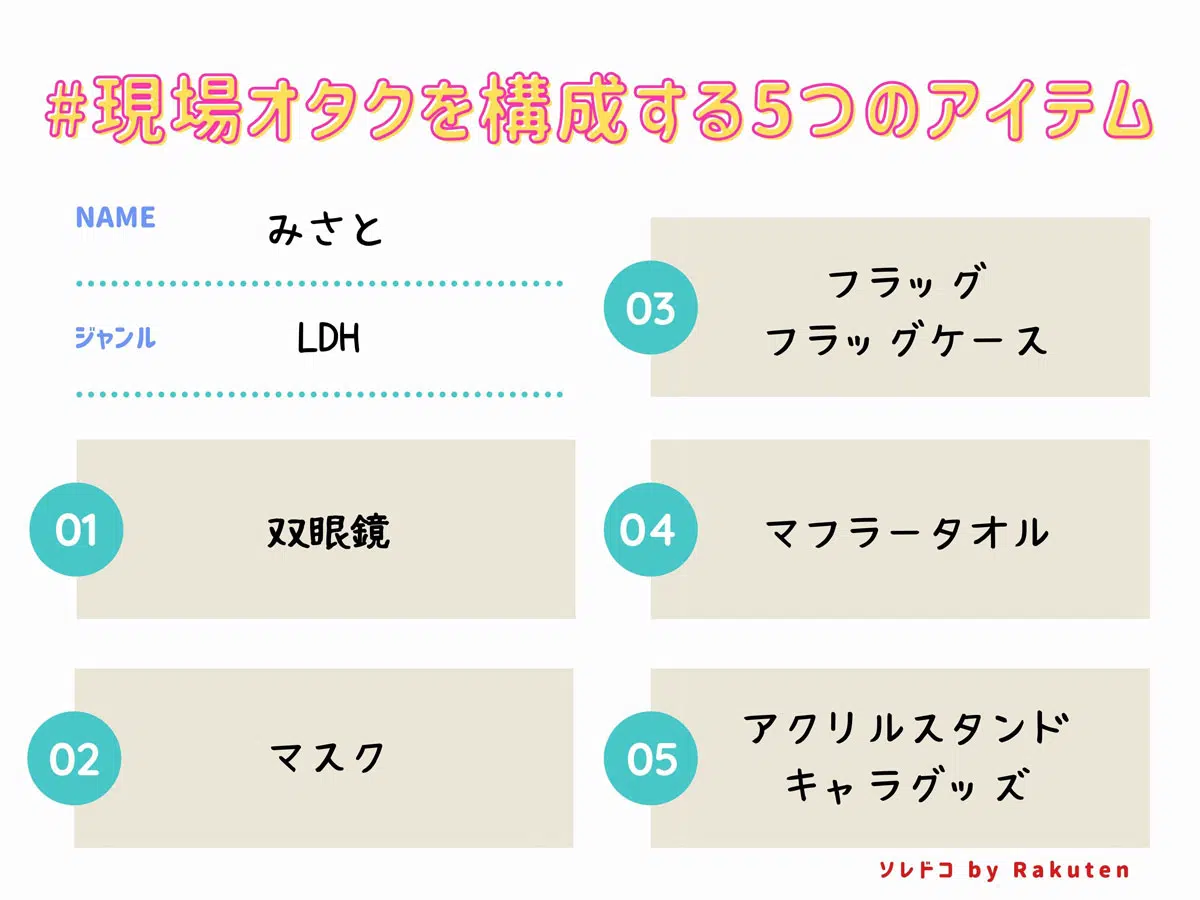 #現場オタクを構成する5つのアイテム
NAME
みさと
ジャンル
LDH
01
双眼鏡
02
マスク
03
フラッグ
フラッグケース
04
マフラータオル
05
アクリルスタンド
キャラグッズ
ソレドコ by Rakuten